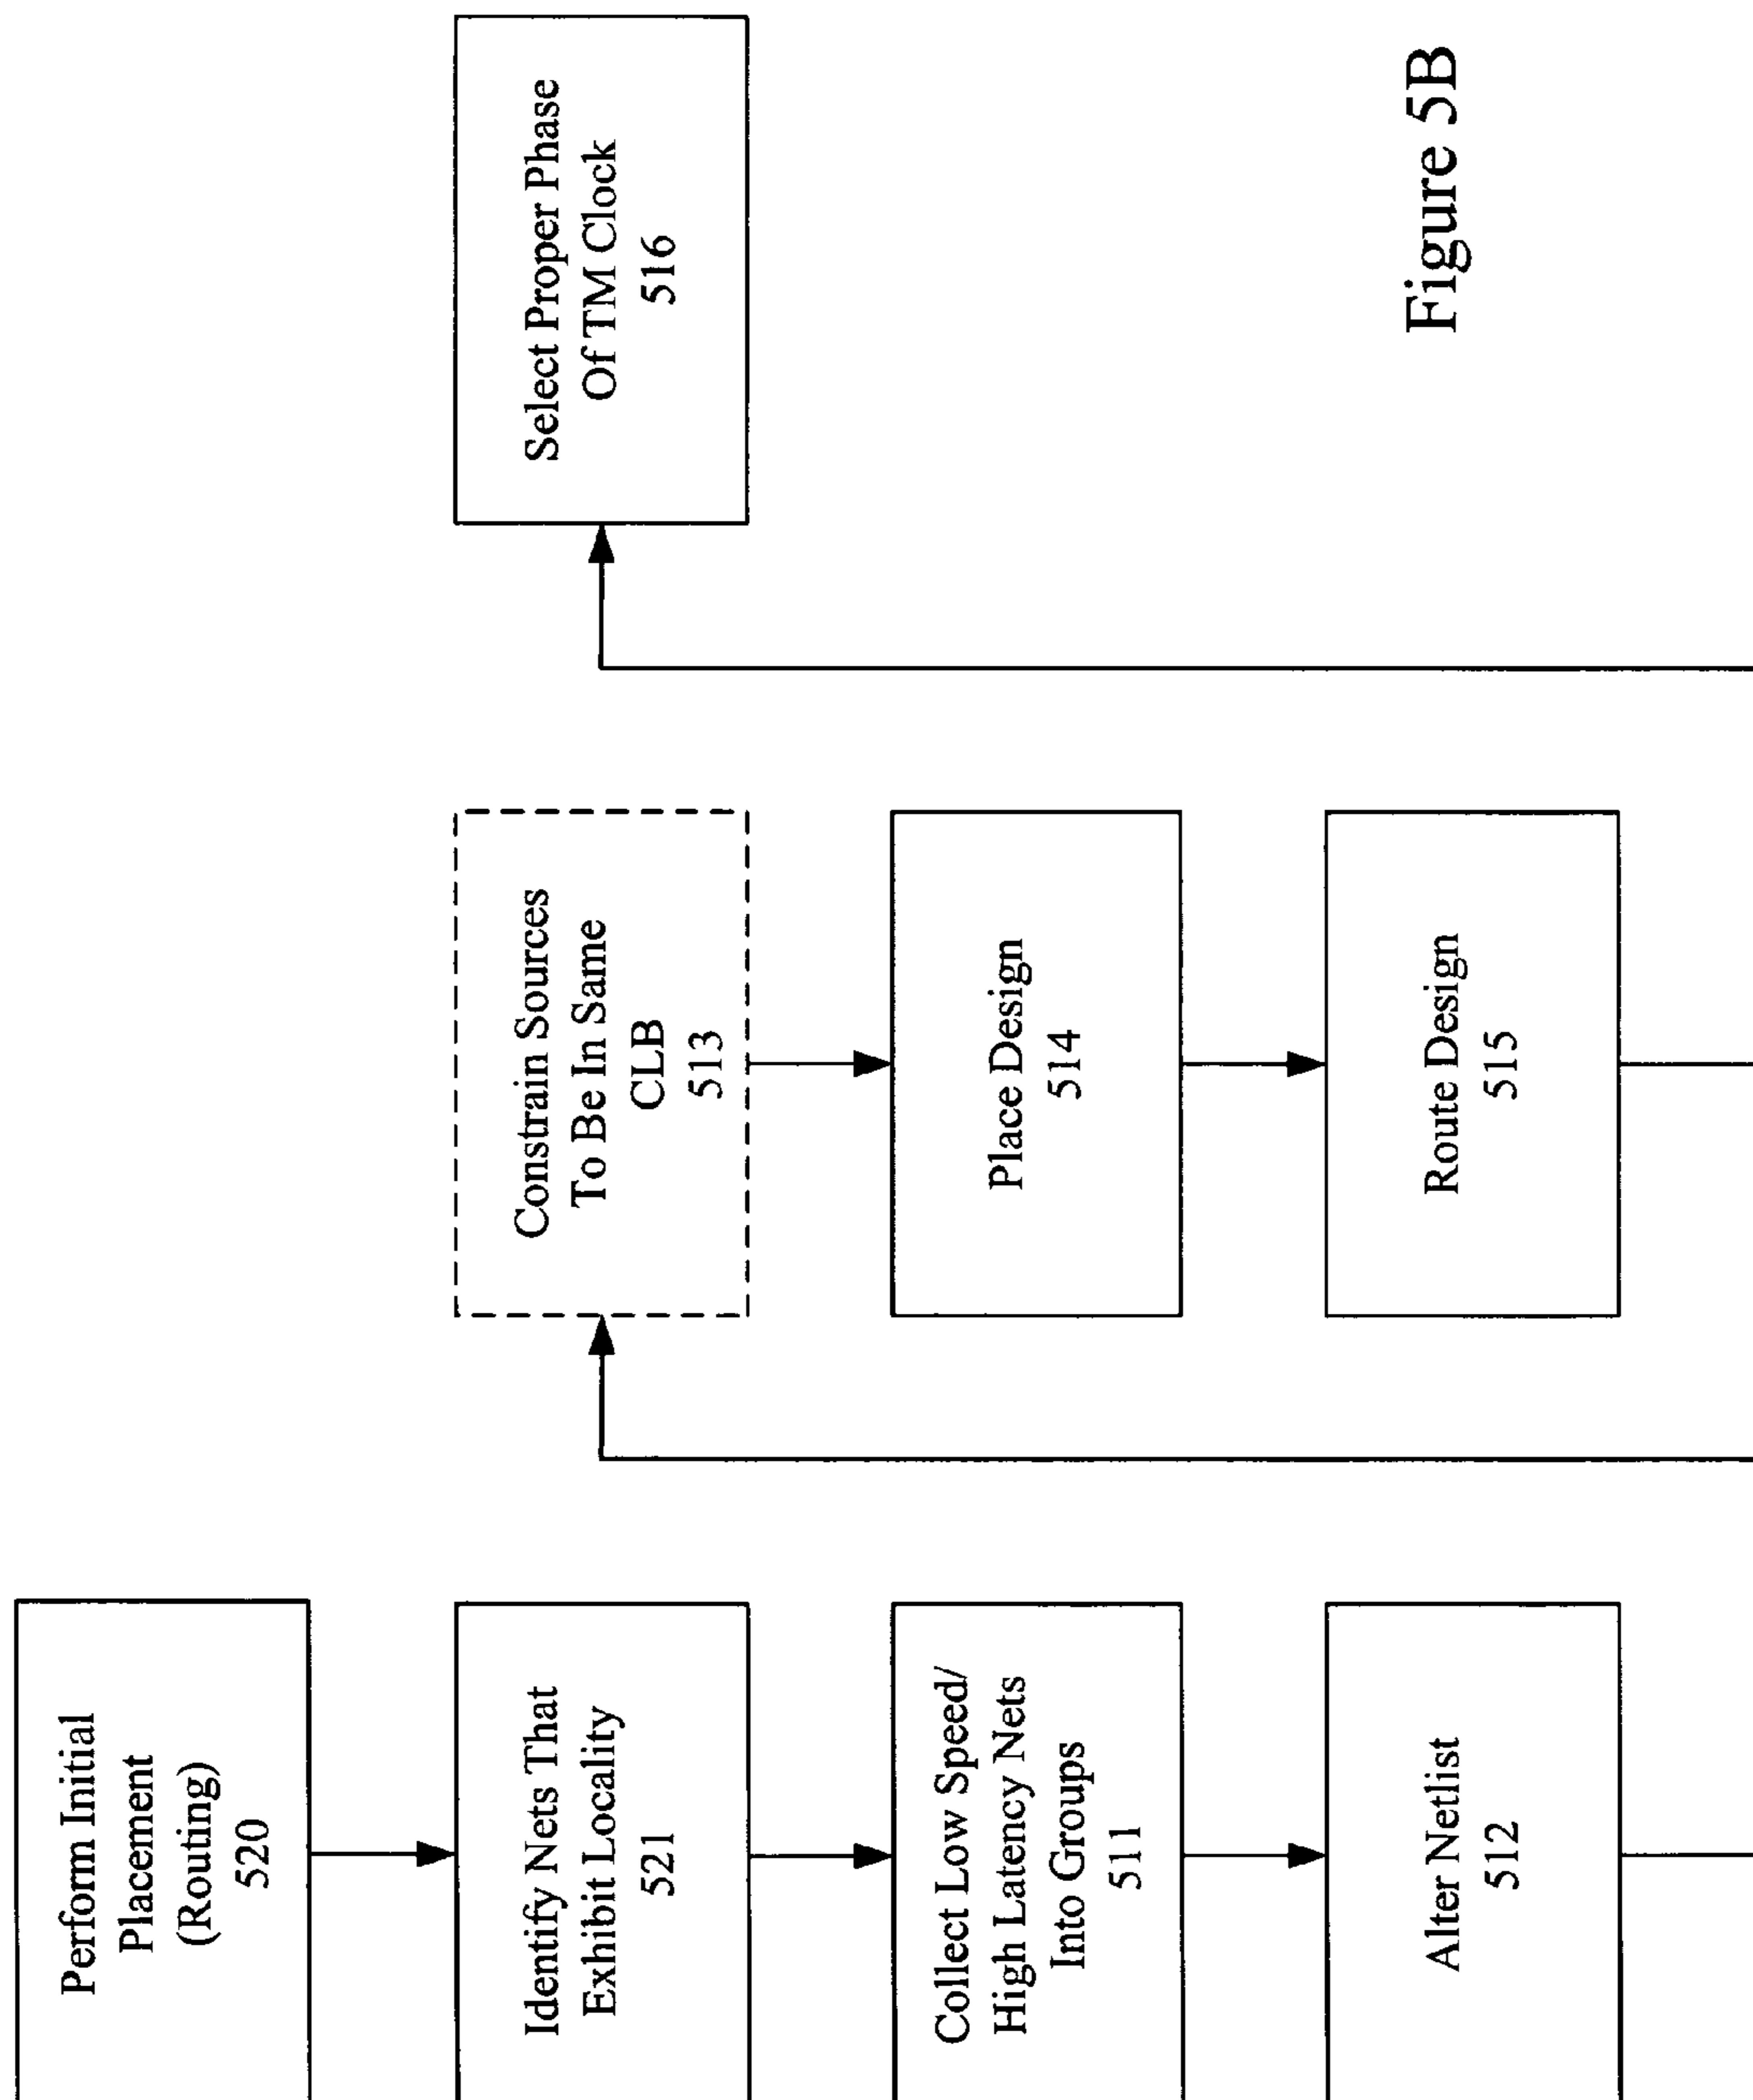 Perform Initial
Placement
(Routing)
520
Identify Nets That
Exhibit Locality
521
Collect Low Speed/
High Latency Nets
Into Groups
511
Alter Netlist
512
Constrain Sources
To Be In Same
CLB
513
Place Design
514
Route Design
515
Select Proper Phase
Of TM Clock
516
Figure 5B